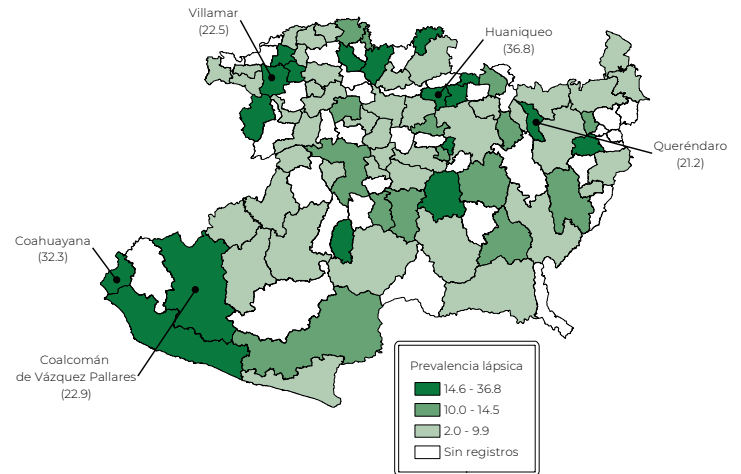 Villamar
(22.5)
Huaniqueo
(36.8)
Queréndaro
(21.2)
Coahuayana
(32.3)
Coalcomán
de Vázquez Pallares
(22.9)
Prevalencia lápsica
14.6 - 36.8
10.0 - 14.5
2.0 - 9.9
Sin registros